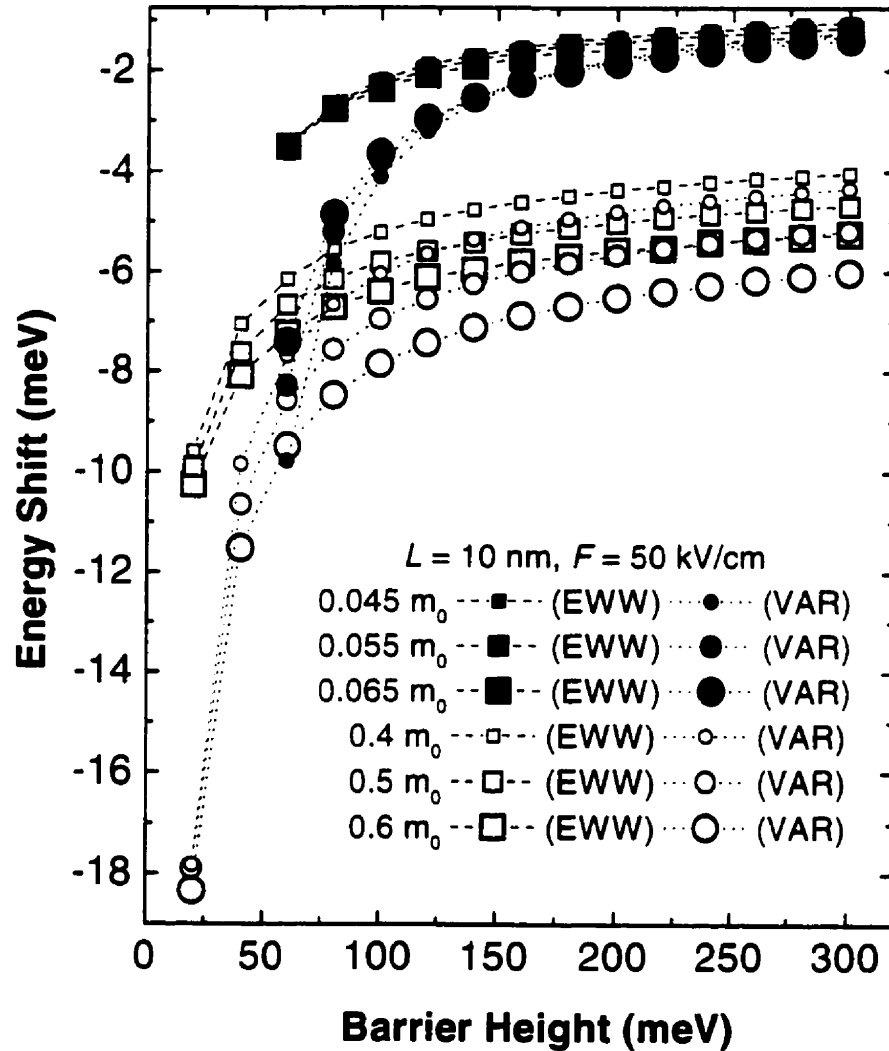 -2
-4
-6
-8
-10
-12
-14
-16
-18
Energy Shift (meV)
L = 10 nm, F = 50 kV/cm
0.045 m0 (EWW) (VAR)
0.055 m0 (EWW) (VAR)
0.065 m0 (EWW) (VAR)
0.4 m0 (EWW) (VAR)
0.5 m0 (EWW) (VAR)
0.6 m0 (EWW) (VAR)
0 50 100 150 200 250 300
Barrier Height (meV)